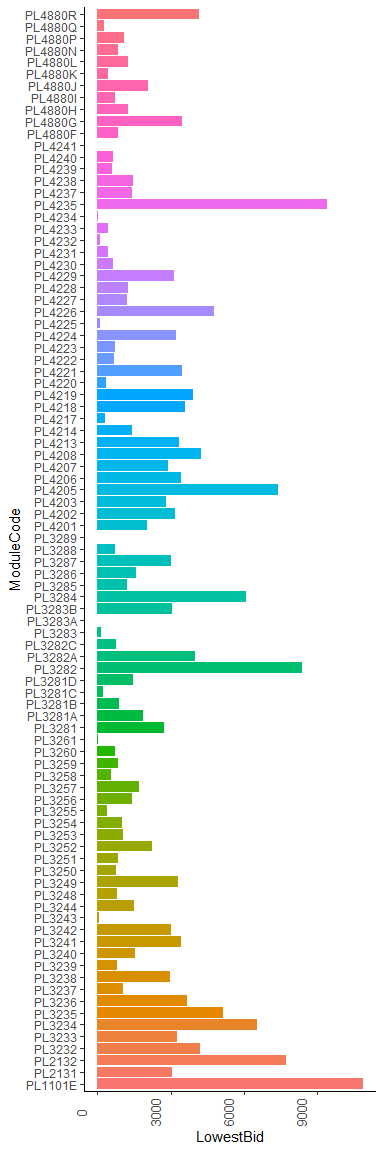 PL4880R
PL4880Q
PL4880P
PL4880N
PL4880L
PL4880K
PL4880J
PL4880I
PL4880H
PL4880G
PL4880F
PL4241
PL4240
PL4239
PL4238
PL4237
PL4235
PL4234
PL4233
PL4232
PL4231
PL4230
PL4229
PL4228
PL4227
PL4226
PL4225
PL4224
PL4223
PL4222
PL4221
PL4220
PL4219
PL4218
PL4217
PL4214
PL4213
PL4208
PL4207
PL4206
PL4205
PL4203
PL4202
PL4201
PL3289
PL3288
PL3287
PL3286
PL3285
PL3284
PL3283B
PL3283A
PL3283
PL3282C
PL3282A
PL3282
PL3281D
PL3281C
PL3281B
PL3281A
PL3281
PL3261
PL3260
PL3259
PL3258
PL3257
PL3256
PL3255
PL3254
PL3253
PL3252
PL3251
PL3250
PL3249
PL3248
PL3244
PL3243
PL3242
PL3241
PL3240
PL3239
PL3238
PL3237
PL3236
PL3235
PL3234
PL3233
PL3232
PL2132
PL2131
PL1101E
ModuleCode
0
3000
6000
9000
LowestBid